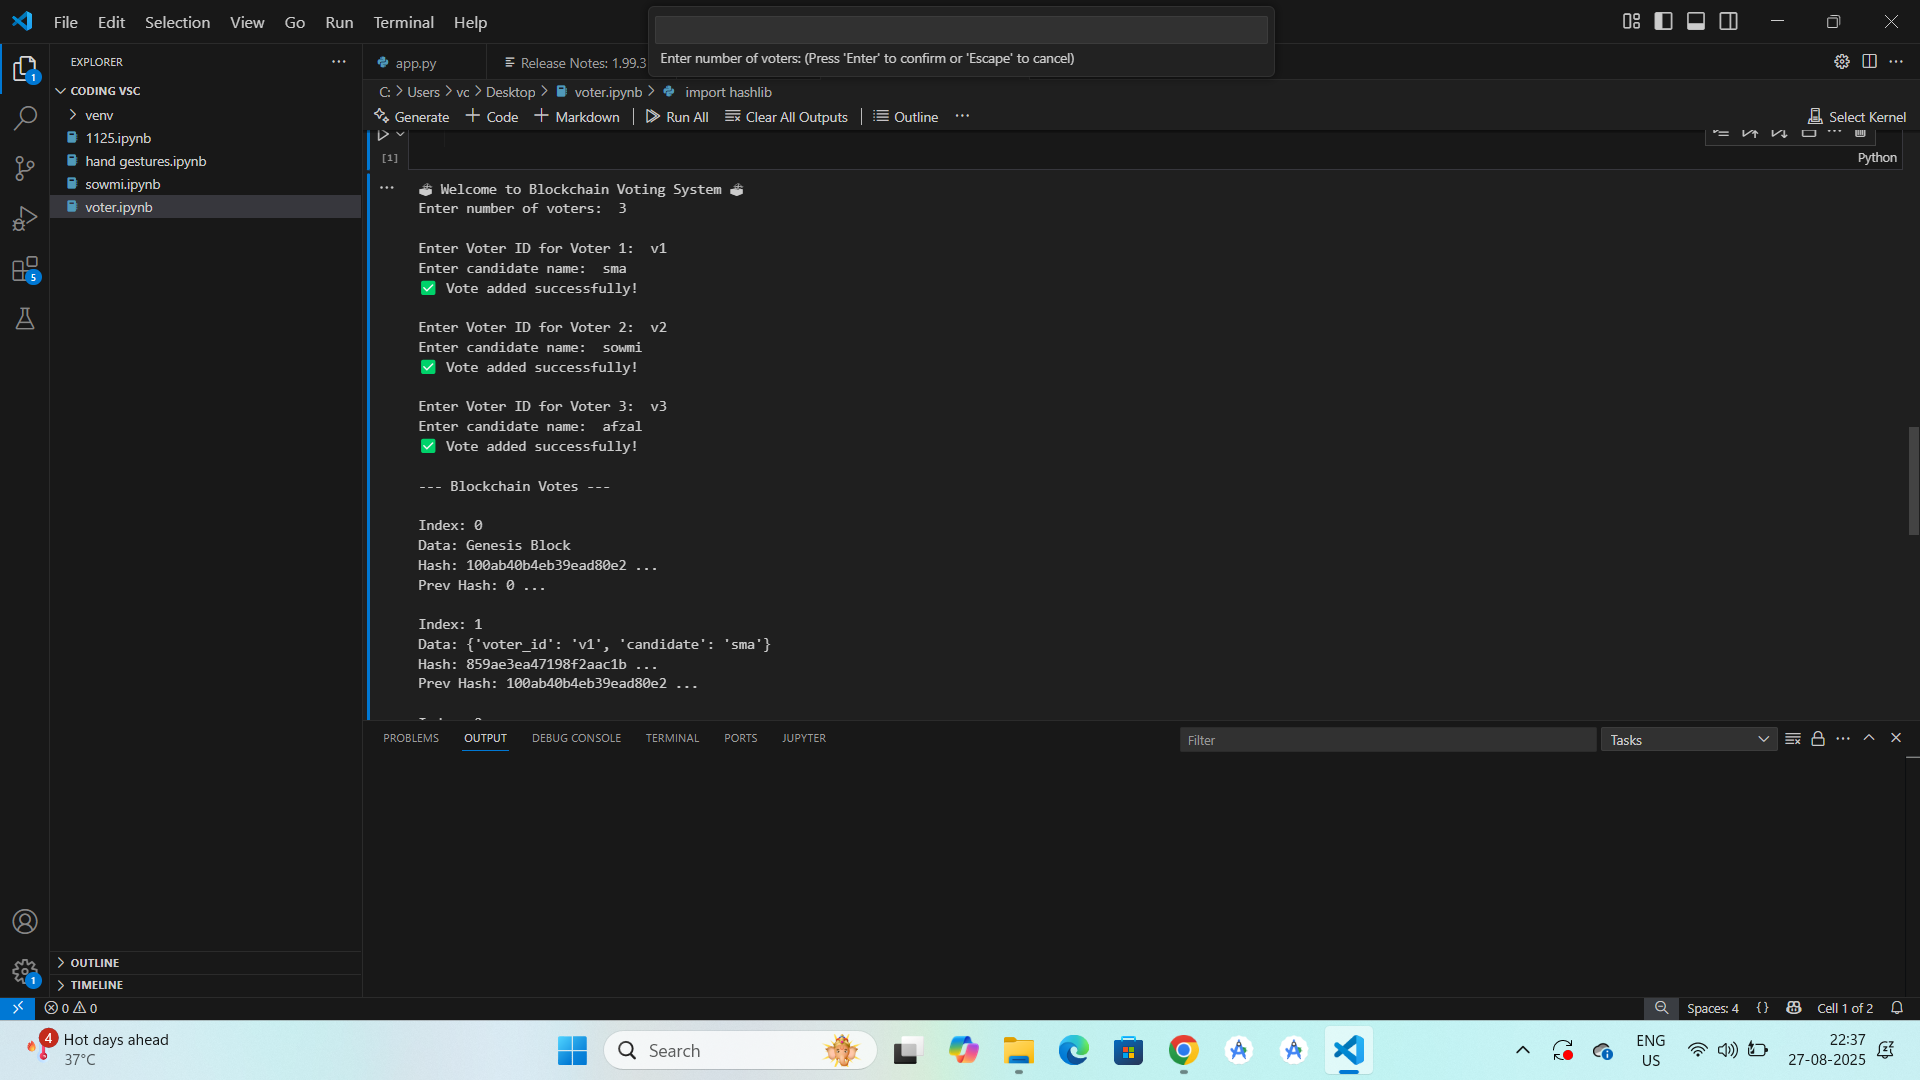 File Edit Selection View Go Run Terminal Help
Enter number of voters: (Press 'Enter' to confirm or 'Escape' to cancel)
EXPLORER
CODING VSC
venv
1125.ipynb
hand gestures.ipynb
sowmi.ipynb
voter.ipynb
OUTLINE
TIMELINE
app.py
Release Notes: 1.99.3
C: > Users > vc > Desktop > voter.ipynb > import hashlib
Generate + Code + Markdown Run All Clear All Outputs Outline ...
Select Kernel
[1]
Python
Welcome to Blockchain Voting System
Enter number of voters: 3
Enter Voter ID for Voter 1: v1
Enter candidate name: sma
✅ Vote added successfully!
Enter Voter ID for Voter 2: v2
Enter candidate name: sowmi
✅ Vote added successfully!
Enter Voter ID for Voter 3: v3
Enter candidate name: afzal
✅ Vote added successfully!
--- Blockchain Votes ---
Index: 0
Data: Genesis Block
Hash: 100ab40b4eb39ead80e2 ...
Prev Hash: 0 ...
Index: 1
Data: {'voter_id': 'v1', 'candidate': 'sma'}
Hash: 859ae3ea47198f2aac1b ...
Prev Hash: 100ab40b4eb39ead80e2 ...
PROBLEMS OUTPUT DEBUG CONSOLE TERMINAL PORTS JUPYTER
Filter
Tasks
1
5
1
0 0
Spaces: 4 {} Cell 1 of 2
4
Hot days ahead
37°C
Search
ENG
US
22:37
27-08-2025